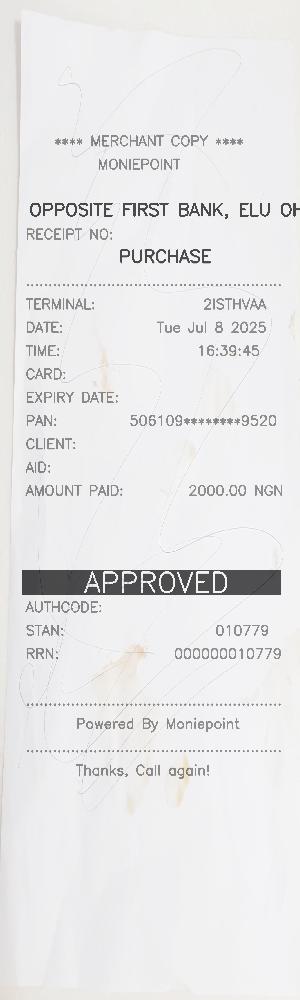 **** MERCHANT COPY ****
MONIEPOINT
OPPOSITE FIRST BANK, ELU OH
RECEIPT NO:
PURCHASE
TERMINAL: 2ISTHVAA
DATE: Tue Jul 8 2025
TIME: 16:39:45
CARD:
EXPIRY DATE:
PAN: 506109********9520
CLIENT:
AID:
AMOUNT PAID: 2000.00 NGN
APPROVED
AUTHCODE:
STAN: 010779
RRN: 000000010779
Powered By Moniepoint
Thanks, Call again!